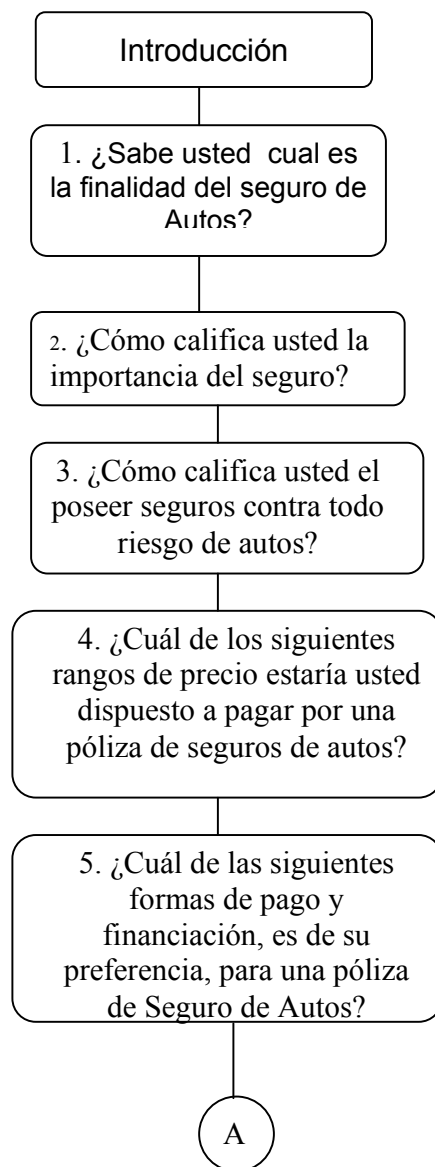 Introducción
1. ¿Sabe usted cual es
la finalidad del seguro de
Autos?
2. ¿Cómo califica usted la
importancia del seguro?
3. ¿Cómo califica usted el
poseer seguros contra todo
riesgo de autos?
4. ¿Cuál de los siguientes
rangos de precio estaría usted
dispuesto a pagar por una
póliza de seguros de autos?
5. ¿Cuál de las siguientes
formas de pago y
financiación, es de su
preferencia, para una póliza
de Seguro de Autos?
A